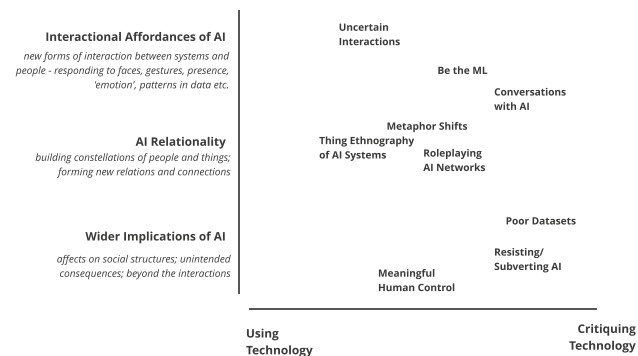 Interactional Affordances of AI
new forms of interaction between systems and
people - responding to faces, gestures, presence,
'emotion', patterns in data etc.
AI Relationality
building constellations of people and things;
forming new relations and connections
Wider Implications of AI
affects on social structures; unintended
consequences; beyond the interactions
Uncertain
Interactions
Be the ML
Conversations
with AI
Metaphor Shifts
Thing Ethnography
of AI Systems
Roleplaying
AI Networks
Poor Datasets
Resisting/
Subverting AI
Meaningful
Human Control
Using
Technology
Critiquing
Technology